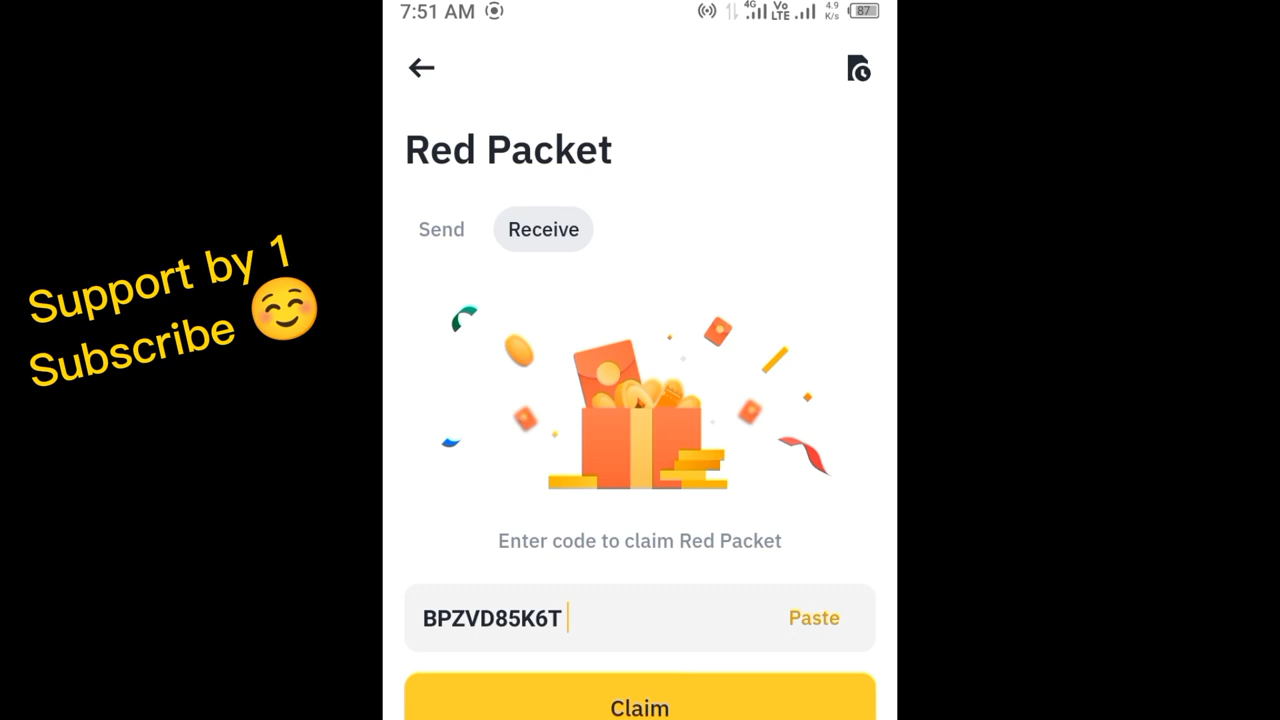 7:51 AM
4G Vo LTE 4.9 K/s 87
Red Packet
Send Receive
Support by 1
Subscribe ☺️
Enter code to claim Red Packet
BPZVD85K6T Paste
Claim